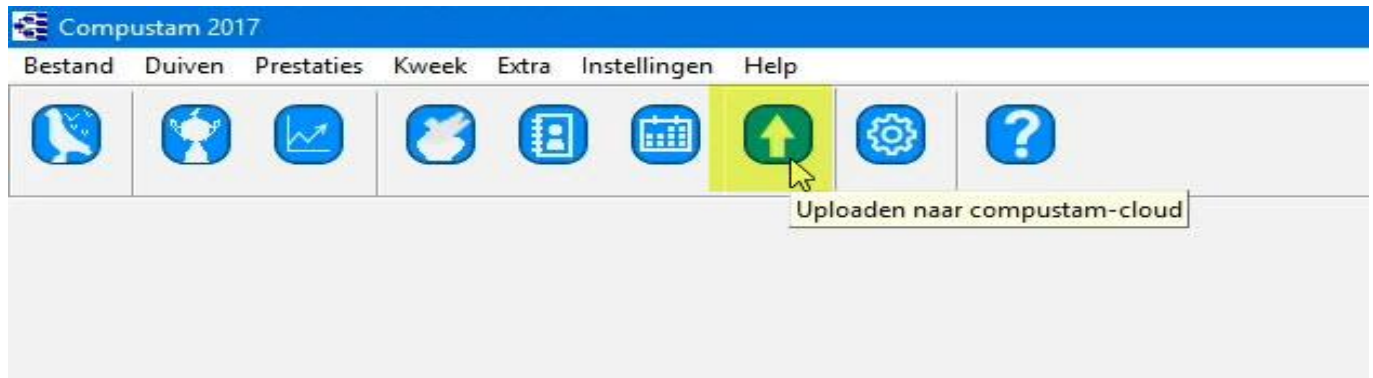 Compustam 2017
Bestand Duiven Prestaties Kweek Extra Instellingen Help
?
Uploaden naar compustam-cloud